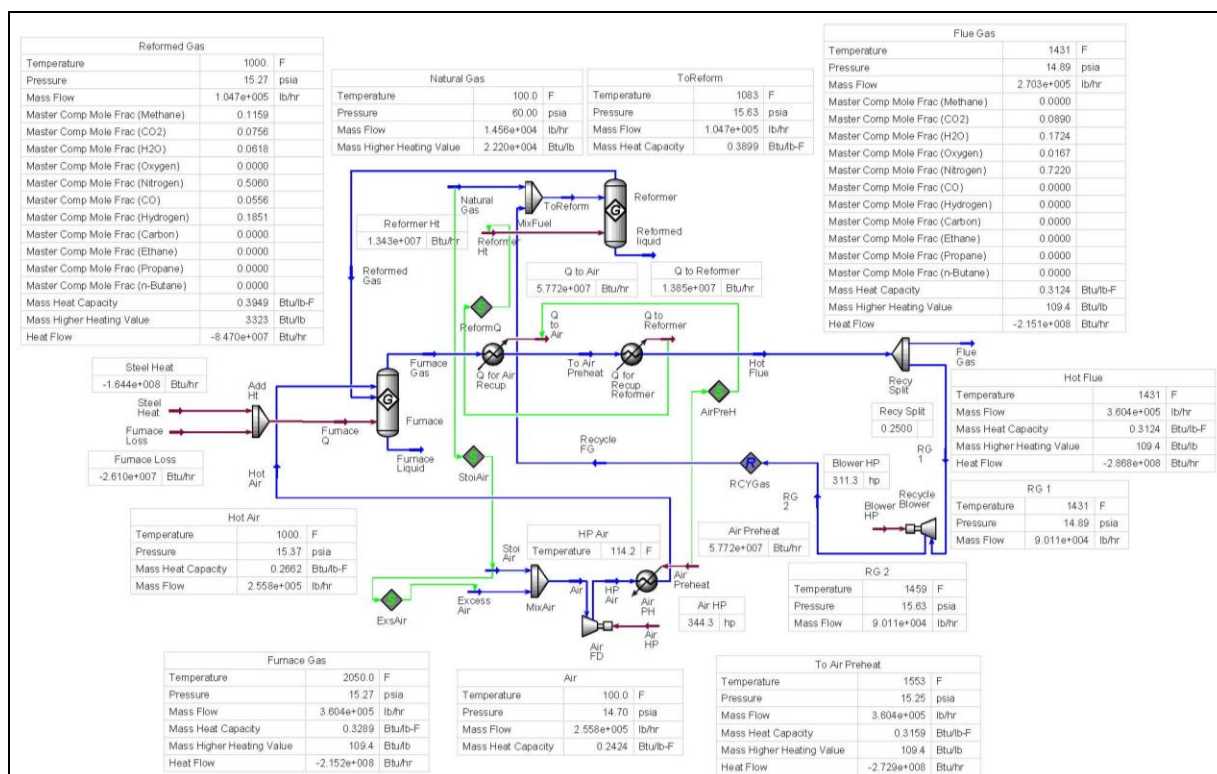 Reformed Gas
Temperature 1000. F
Pressure 15.27 psia
Mass Flow 1.047e+005 lb/hr
Master Comp Mole Frac (Methane) 0.1159
Master Comp Mole Frac (CO2) 0.0756
Master Comp Mole Frac (H2O) 0.0618
Master Comp Mole Frac (Oxygen) 0.0000
Master Comp Mole Frac (Nitrogen) 0.5060
Master Comp Mole Frac (CO) 0.0556
Master Comp Mole Frac (Hydrogen) 0.1851
Master Comp Mole Frac (Carbon) 0.0000
Master Comp Mole Frac (Ethane) 0.0000
Master Comp Mole Frac (Propane) 0.0000
Master Comp Mole Frac (n-Butane) 0.0000
Mass Heat Capacity 0.3949 Btu/lb-F
Mass Higher Heating Value 3323 Btu/lb
Heat Flow -8.470e+007 Btu/hr
Natural Gas
Temperature 100.0 F
Pressure 60.00 psia
Mass Flow 1.456e+004 lb/hr
Mass Higher Heating Value 2.220e+004 Btu/lb
ToReform
Temperature 1083 F
Pressure 15.63 psia
Mass Flow 1.047e+005 lb/hr
Mass Heat Capacity 0.3899 Btu/lb-F
Flue Gas
Temperature 1431 F
Pressure 14.89 psia
Mass Flow 2.703e+005 lb/hr
Master Comp Mole Frac (Methane) 0.0000
Master Comp Mole Frac (CO2) 0.0890
Master Comp Mole Frac (H2O) 0.1724
Master Comp Mole Frac (Oxygen) 0.0167
Master Comp Mole Frac (Nitrogen) 0.7220
Master Comp Mole Frac (CO) 0.0000
Master Comp Mole Frac (Hydrogen) 0.0000
Master Comp Mole Frac (Carbon) 0.0000
Master Comp Mole Frac (Ethane) 0.0000
Master Comp Mole Frac (Propane) 0.0000
Master Comp Mole Frac (n-Butane) 0.0000
Mass Heat Capacity 0.3124 Btu/lb-F
Mass Higher Heating Value 109.4 Btu/lb
Heat Flow -2.151e+008 Btu/hr
Natural
Gas
MixFuel
ToReform
G
Reformer
Reformer Ht
1.343e+007 Btu/hr
Reformer
Ht
Reformed
liquid
Reformed
Gas
S
ReformQ
Q to Air
5.772e+007 Btu/hr
Q to Reformer
1.385e+007 Btu/hr
Q to
Air
Q to
Reformer
Furnace
Gas
Q for Air
Recup
To Air
Preheat
Q for
Recup
Reformer
Hot
Flue
Flue
Gas
Recy
Split
Steel Heat
-1.644e+008 Btu/hr
Add
Ht
Steel
Heat
Furnace
Loss
Furnace
Q
G
Furnace
Furnace
Liquid
Furnace Loss
-2.610e+007 Btu/hr
Hot
Air
S
StoiAir
S
AirPreH
Recycle
FG
R
RCYGas
RG
2
RG
1
Recy Split
0.2500
Blower HP
311.3 hp
Blower
HP
Recycle
Blower
Hot Flue
Temperature 1431 F
Mass Flow 3.604e+005 lb/hr
Mass Heat Capacity 0.3124 Btu/lb-F
Mass Higher Heating Value 109.4 Btu/lb
Heat Flow -2.868e+008 Btu/hr
RG 1
Temperature 1431 F
Pressure 14.89 psia
Mass Flow 9.011e+004 lb/hr
Hot Air
Temperature 1000. F
Pressure 15.37 psia
Mass Heat Capacity 0.2662 Btu/lb-F
Mass Flow 2.558e+005 lb/hr
HP Air
Temperature 114.2 F
Air Preheat
5.772e+007 Btu/hr
Stoi
Air
Excess
Air
S
ExsAir
MixAir
Air
HP
Air
Air
PH
Air
Preheat
Air
FD
Air
HP
Air HP
344.3 hp
RG 2
Temperature 1459 F
Pressure 15.63 psia
Mass Flow 9.011e+004 lb/hr
Furnace Gas
Temperature 2050.0 F
Pressure 15.27 psia
Mass Flow 3.604e+005 lb/hr
Mass Heat Capacity 0.3289 Btu/lb-F
Mass Higher Heating Value 109.4 Btu/lb
Heat Flow -2.152e+008 Btu/hr
Air
Temperature 100.0 F
Pressure 14.70 psia
Mass Flow 2.558e+005 lb/hr
Mass Heat Capacity 0.2424 Btu/lb-F
To Air Preheat
Temperature 1553 F
Pressure 15.25 psia
Mass Flow 3.604e+005 lb/hr
Mass Heat Capacity 0.3159 Btu/lb-F
Mass Higher Heating Value 109.4 Btu/lb
Heat Flow -2.729e+008 Btu/hr